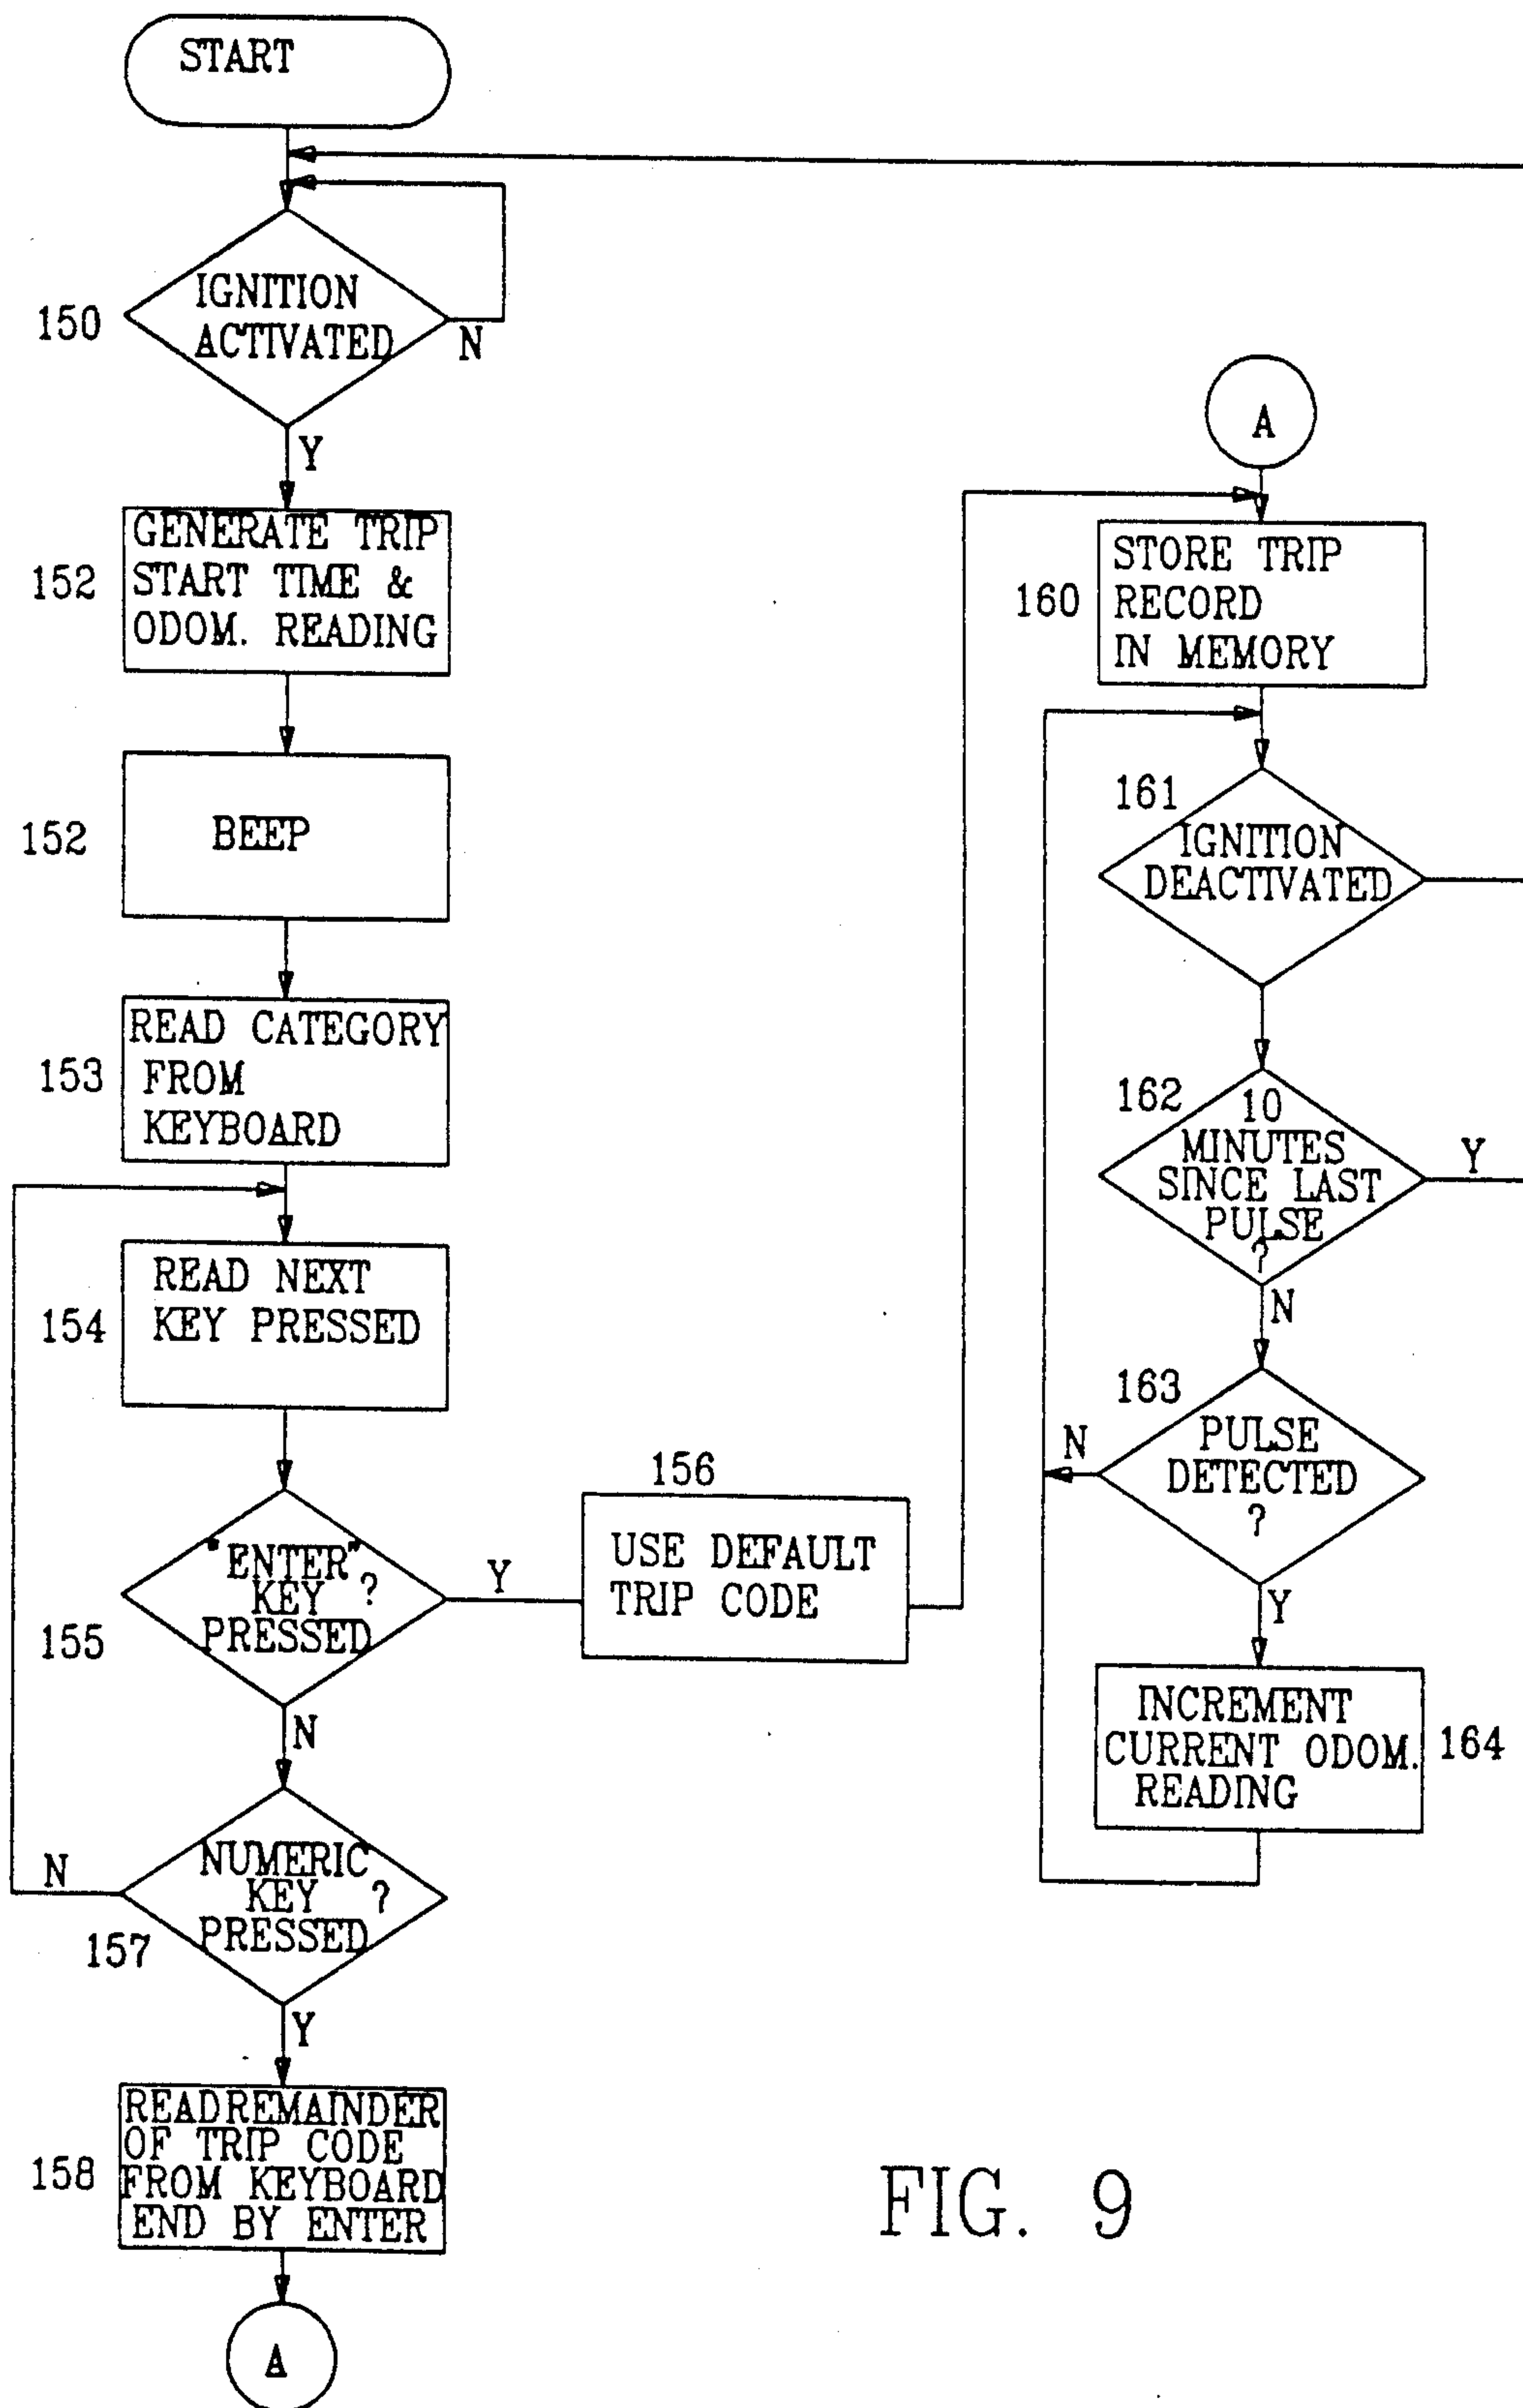 START
IGNITION
ACTIVATED
150
N
Y
GENERATE TRIP
START TIME &
ODOM. READING
152
BEEP
152
READ CATEGORY
FROM
KEYBOARD
153
READ NEXT
KEY PRESSED
154
"ENTER"
KEY ?
PRESSED
155
Y
N
156
USE DEFAULT
TRIP CODE
NUMERIC
KEY ?
PRESSED
157
N
Y
READ REMAINDER
OF TRIP CODE
FROM KEYBOARD
END BY ENTER
158
A
A
STORE TRIP
RECORD
IN MEMORY
160
161
IGNITION
DEACTIVATED
162
10
MINUTES
SINCE LAST
PULSE
?
Y
N
163
PULSE
DETECTED
?
N
Y
INCREMENT
CURRENT ODOM.
READING
164
FIG. 9